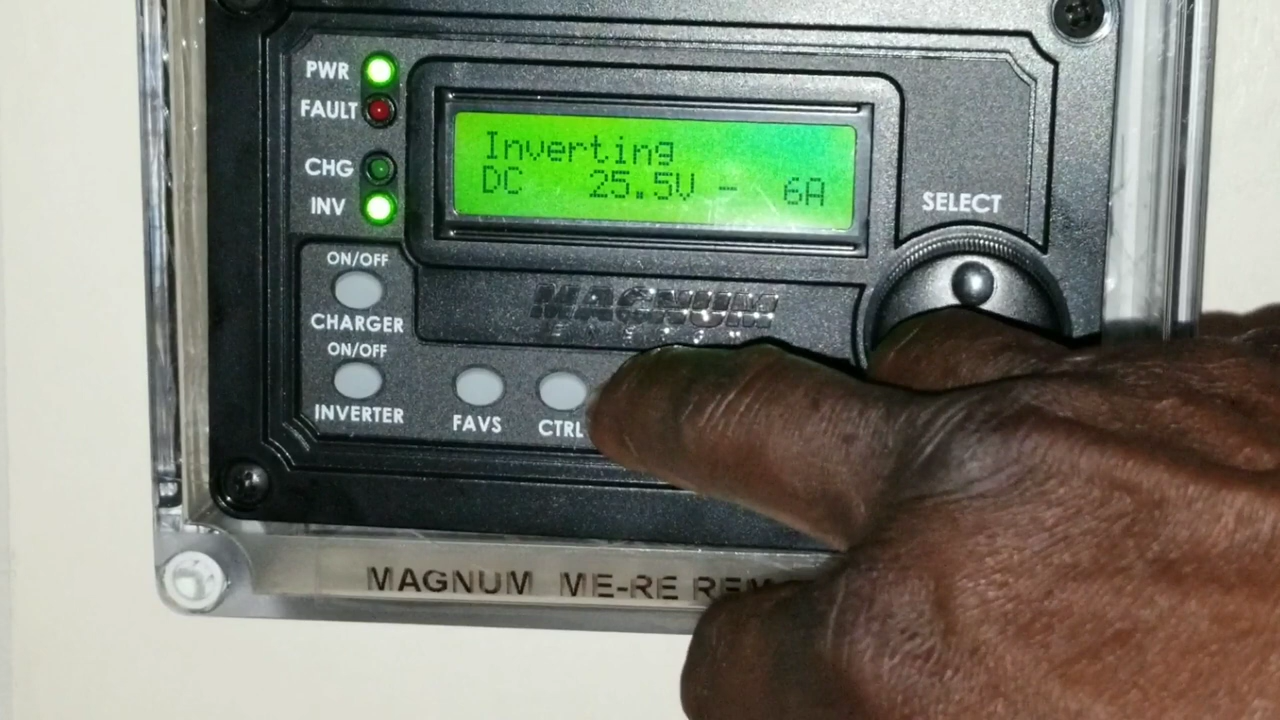 PWR
FAULT
CHG
INV
Inverting
DC 25.5V - 6A
SELECT
ON/OFF
CHARGER
ON/OFF
INVERTER
MAGNUM
FAVS
CTRL
MAGNUM ME-RE